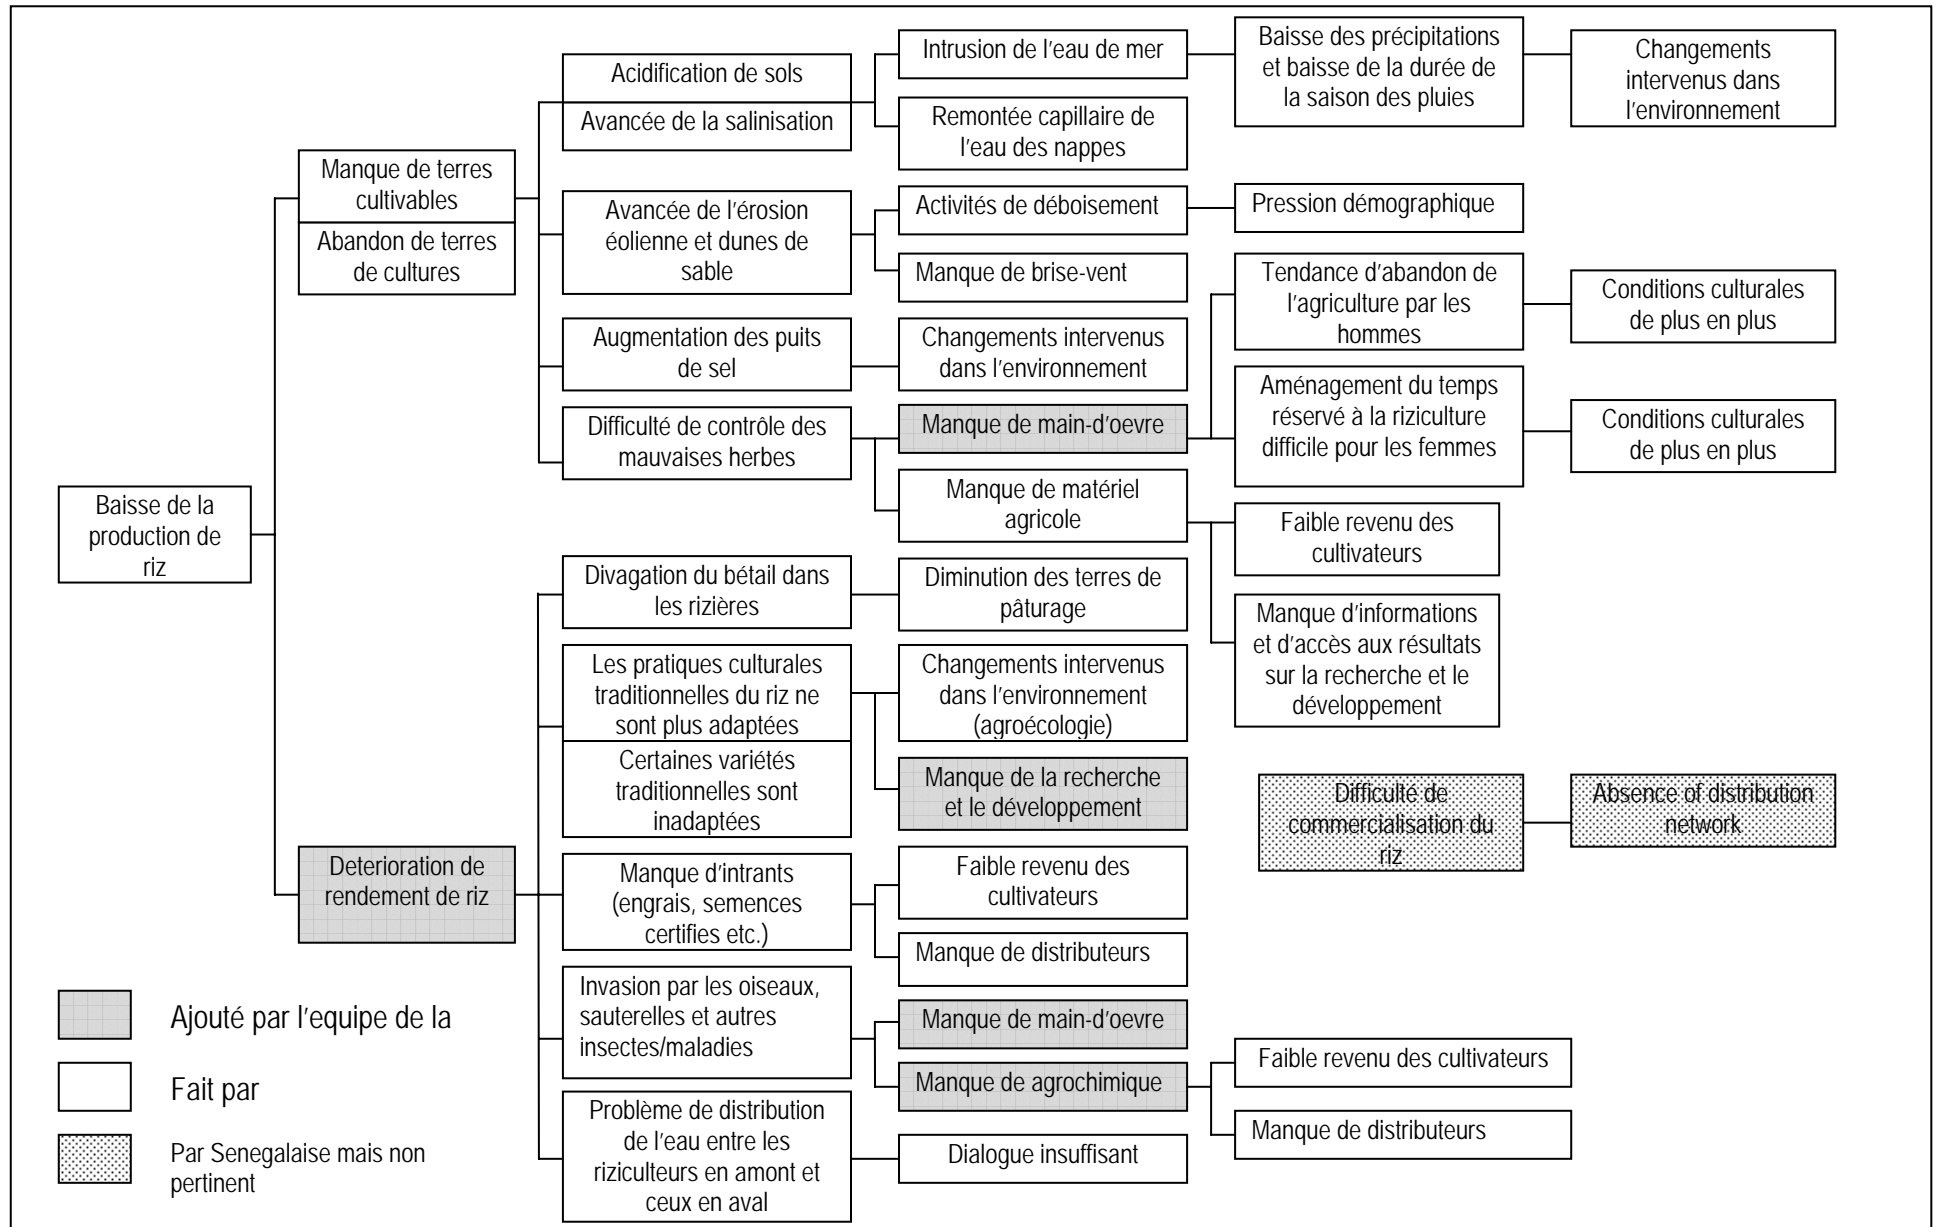 Baisse de la
production de
riz
Manque de terres
cultivables
Abandon de terres
de cultures
Acidification de sols
Avancée de la salinisation
Intrusion de l'eau de mer
Baisse des précipitations
et baisse de la durée de
la saison des pluies
Changements
intervenus dans
l'environnement
Remontée capillaire de
l'eau des nappes
Avancée de l'érosion
éolienne et dunes de
sable
Activités de déboisement
Pression démographique
Manque de brise-vent
Augmentation des puits
de sel
Changements intervenus
dans l'environnement
Difficulté de contrôle des
mauvaises herbes
Manque de main-d'oevre
Tendance d'abandon de
l'agriculture par les
hommes
Conditions culturales
de plus en plus
Aménagement du temps
réservé à la riziculture
difficile pour les femmes
Conditions culturales
de plus en plus
Manque de matériel
agricole
Faible revenu des
cultivateurs
Manque d'informations
et d'accès aux résultats
sur la recherche et le
développement
Deterioration de
rendement de riz
Divagation du bétail dans
les rizières
Diminution des terres de
pâturage
Les pratiques culturales
traditionnelles du riz ne
sont plus adaptées
Certaines variétés
traditionnelles sont
inadaptées
Changements intervenus
dans l'environnement
(agroécologie)
Manque de la recherche
et le développement
Difficulté de
commercialisation du
riz
Absence of distribution
network
Manque d'intrants
(engrais, semences
certifies etc.)
Faible revenu des
cultivateurs
Manque de distributeurs
Invasion par les oiseaux,
sauterelles et autres
insectes/maladies
Manque de main-d'oevre
Manque de agrochimique
Faible revenu des cultivateurs
Manque de distributeurs
Problème de distribution
de l'eau entre les
riziculteurs en amont et
ceux en aval
Dialogue insuffisant
Ajouté par l'equipe de la
Fait par
Par Senegalaise mais non
pertinent